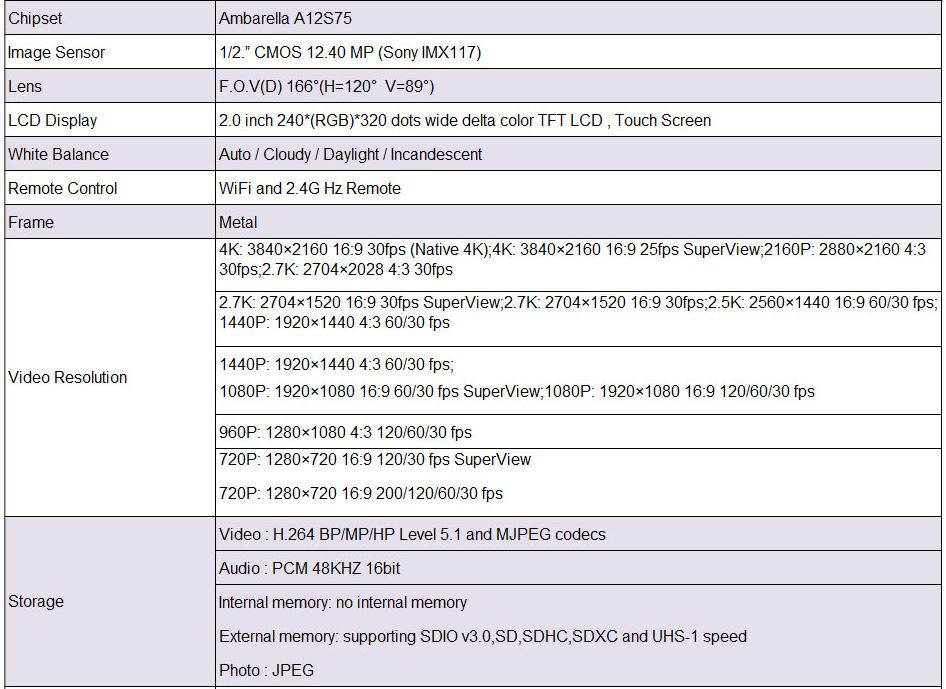 Chipset
Ambarella A12S75
Image Sensor
1/2.” CMOS 12.40 MP (Sony IMX117)
Lens
F.O.V(D) 166°(H=120°  V=89°)
LCD Display
2.0 inch 240*(RGB)*320 dots wide delta color TFT LCD , Touch Screen
White Balance
Auto / Cloudy / Daylight / Incandescent
Remote Control
WiFi and 2.4G Hz Remote
Frame
Metal
Video Resolution
4K: 3840×2160 16:9 30fps (Native 4K);4K: 3840×2160 16:9 25fps SuperView;2160P: 2880×2160 4:3
30fps;2.7K: 2704×2028 4:3 30fps
2.7K: 2704×1520 16:9 30fps SuperView;2.7K: 2704×1520 16:9 30fps;2.5K: 2560×1440 16:9 60/30 fps;
1440P: 1920×1440 4:3 60/30 fps
1440P: 1920×1440 4:3 60/30 fps;
1080P: 1920×1080 16:9 60/30 fps SuperView;1080P: 1920×1080 16:9 120/60/30 fps
960P: 1280×1080 4:3 120/60/30 fps
720P: 1280×720 16:9 120/30 fps SuperView
720P: 1280×720 16:9 200/120/60/30 fps
Storage
Video : H.264 BP/MP/HP Level 5.1 and MJPEG codecs
Audio : PCM 48KHZ 16bit
Internal memory: no internal memory
External memory: supporting SDIO v3.0,SD,SDHC,SDXC and UHS-1 speed
Photo : JPEG